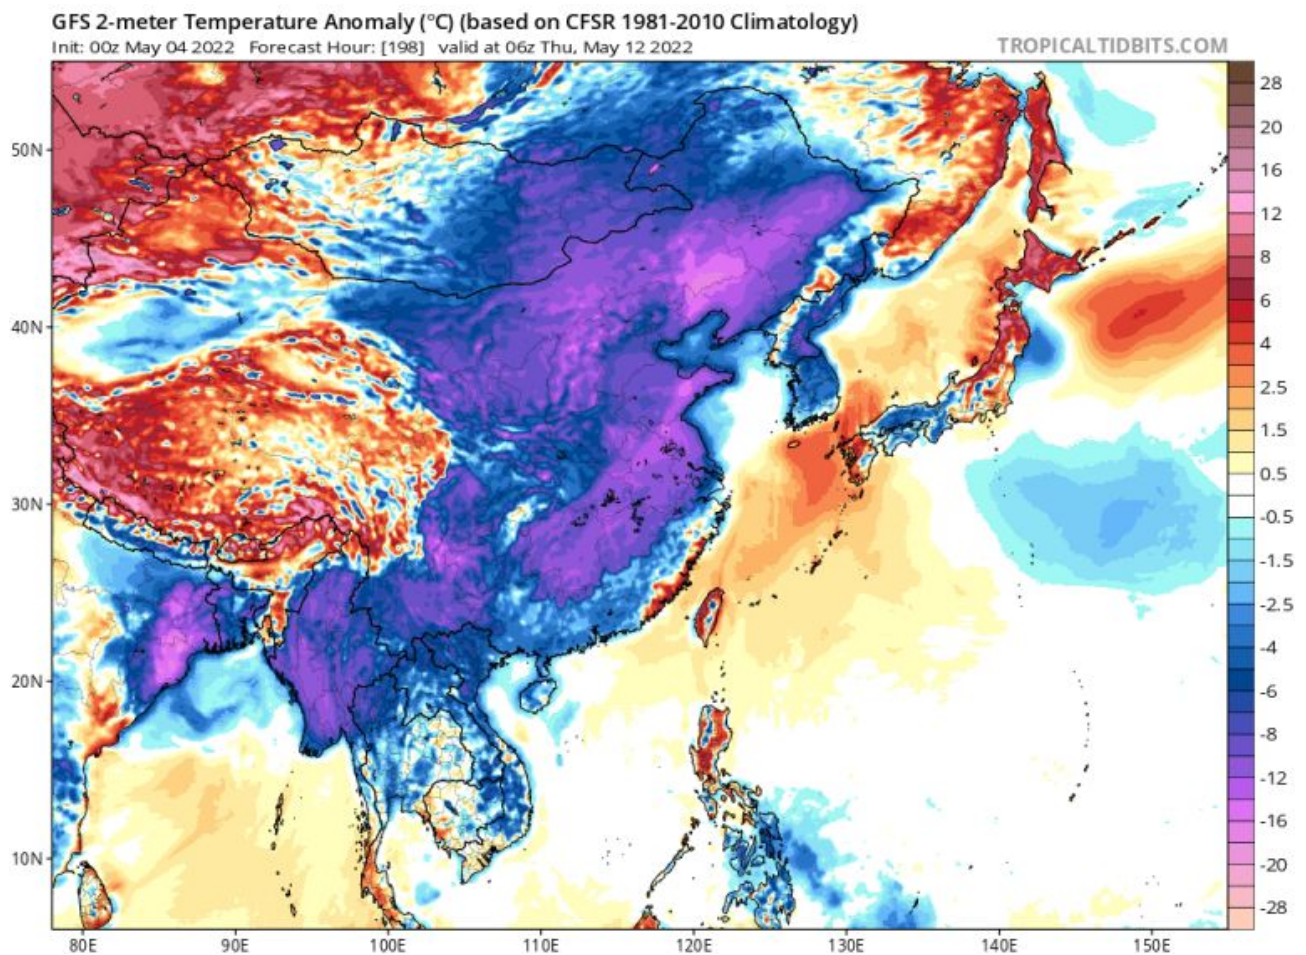 GFS 2-meter Temperature Anomaly (°C) (based on CFSR 1981-2010 Climatology)
Init: 00z May 04 2022 Forecast Hour: [198] valid at 06z Thu, May 12 2022 TROPICALTIDBITS.COM
28
20
16
12
8
6
4
2.5
1.5
0.5
-0.5
-1.5
-2.5
-4
-6
-8
-12
-16
-20
-28
50N
40N
30N
20N
10N
80E 90E 100E 110E 120E 130E 140E 150E